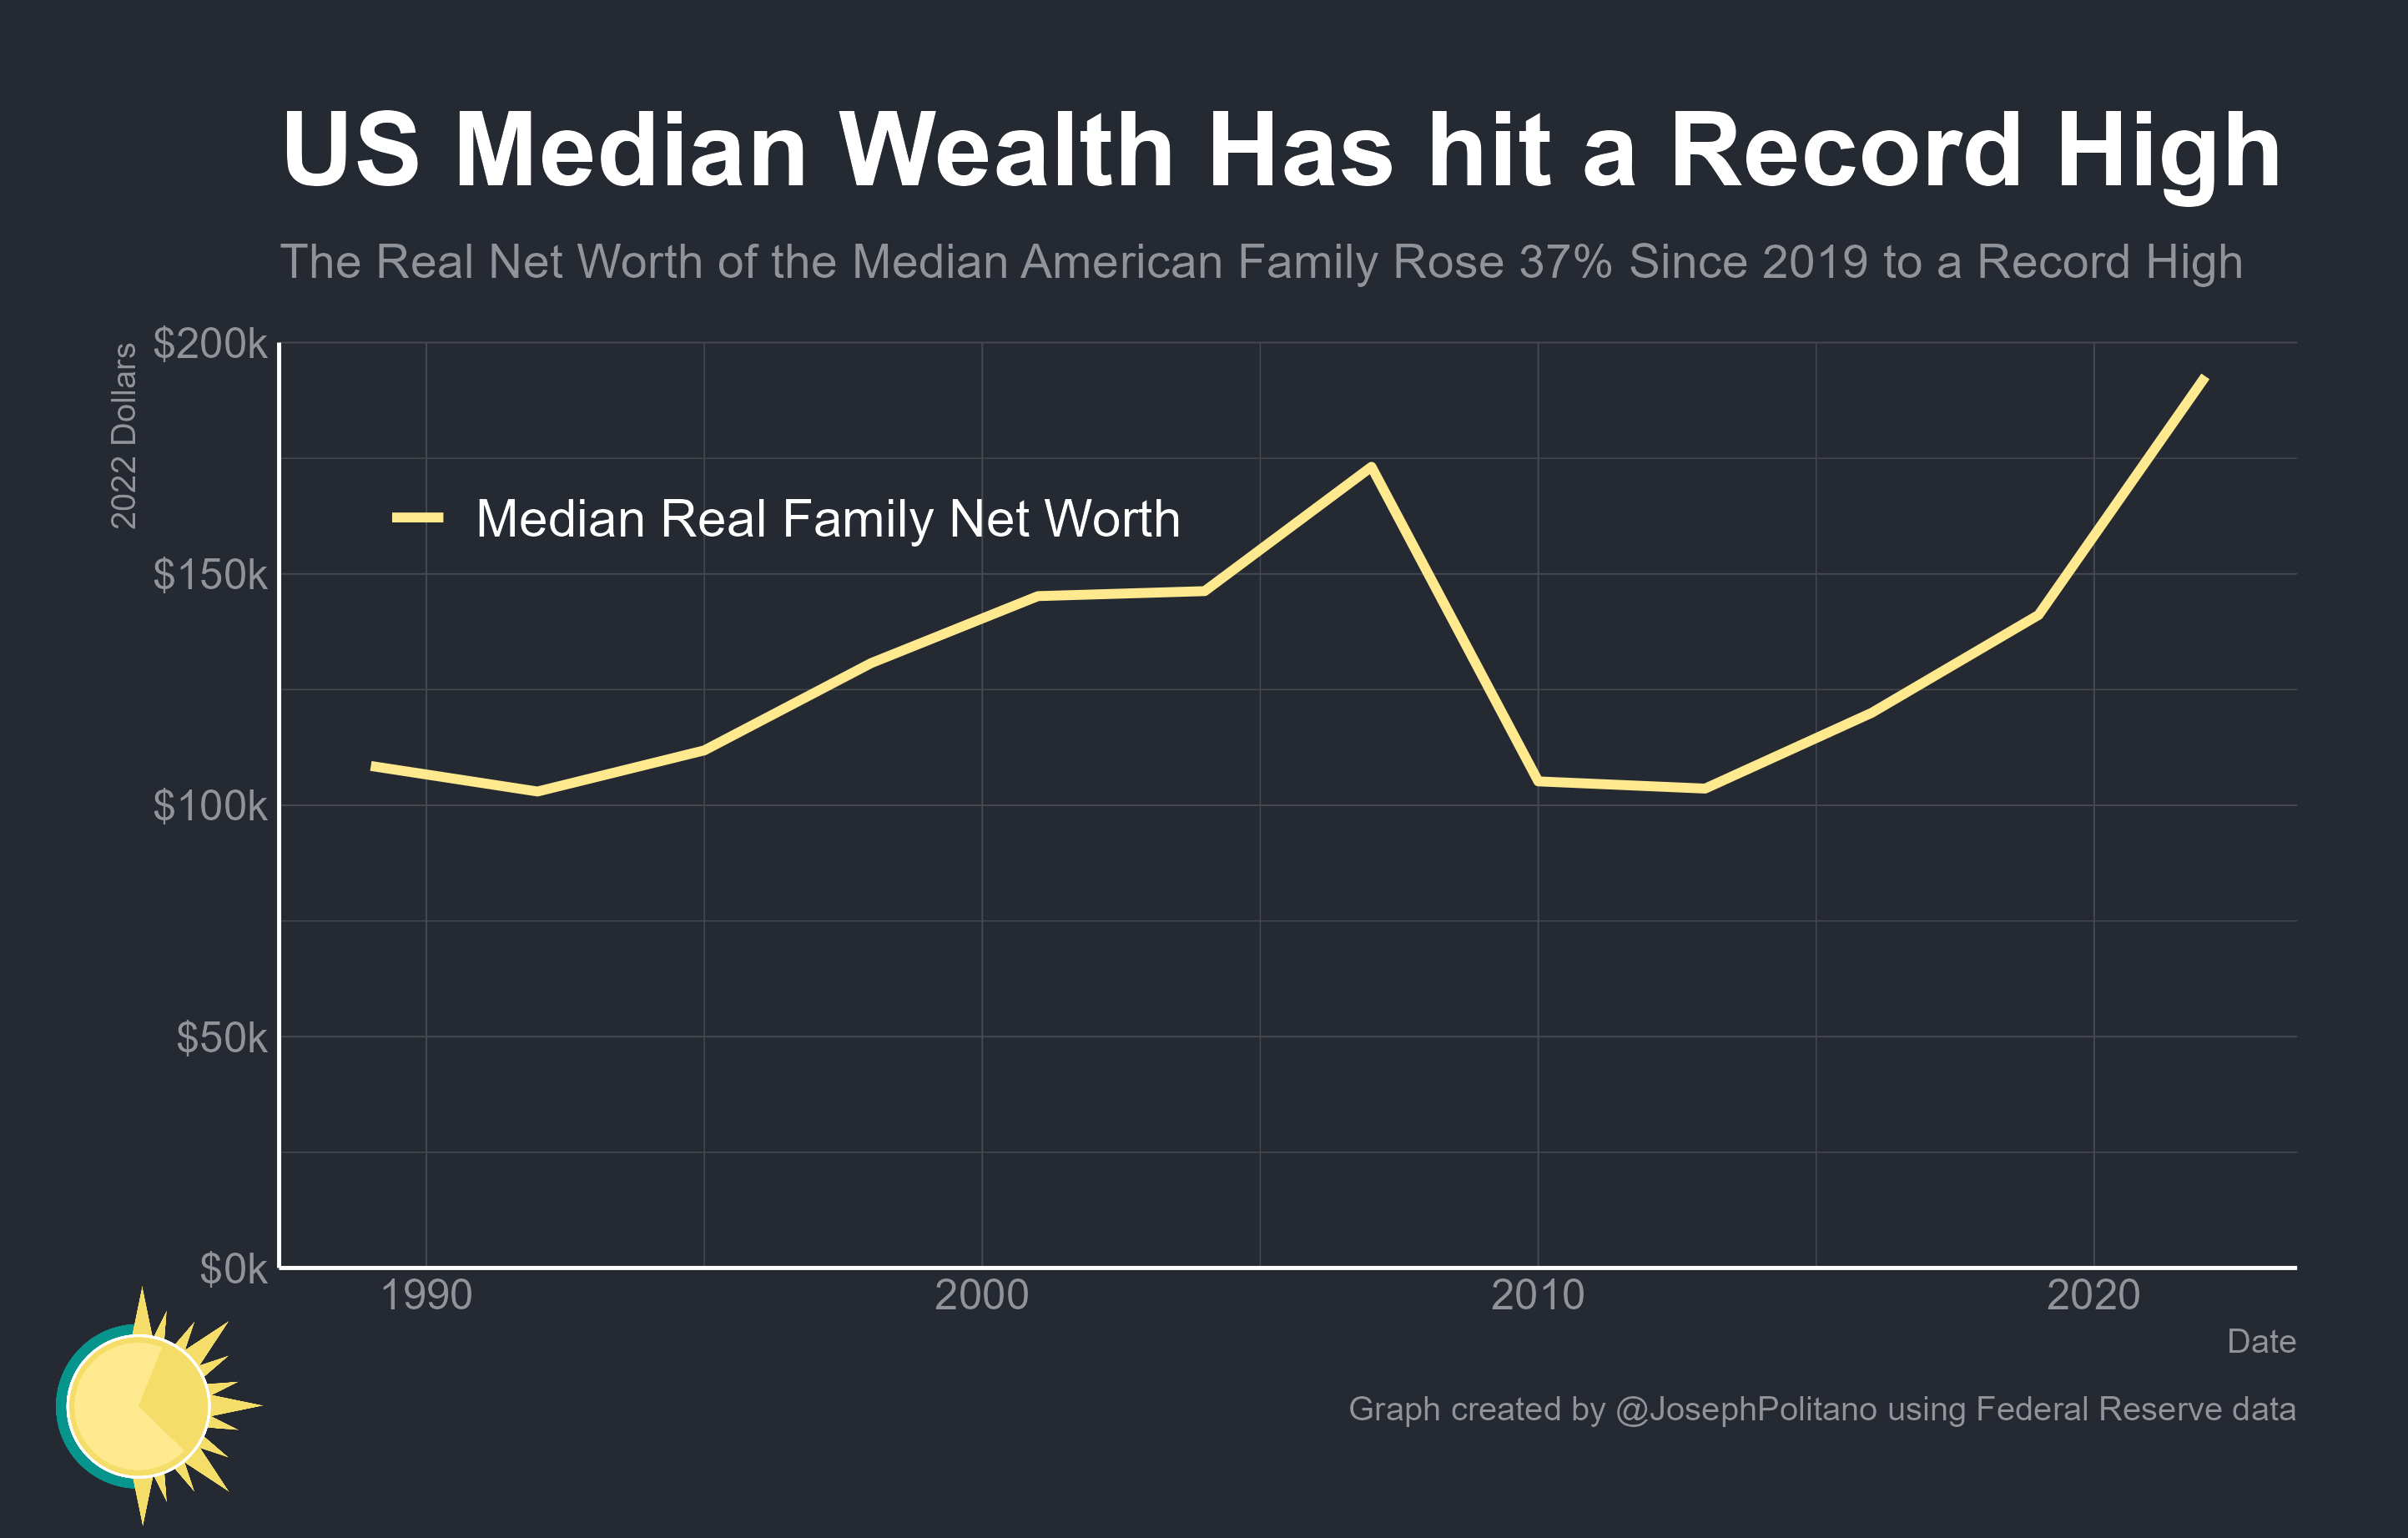 US Median Wealth Has hit a Record High
The Real Net Worth of the Median American Family Rose 37% Since 2019 to a Record High
2022 Dollars
$200k
$150k
$100k
$50k
$0k
Median Real Family Net Worth
1990
2000
2010
2020
Date
Graph created by @JosephPolitano using Federal Reserve data